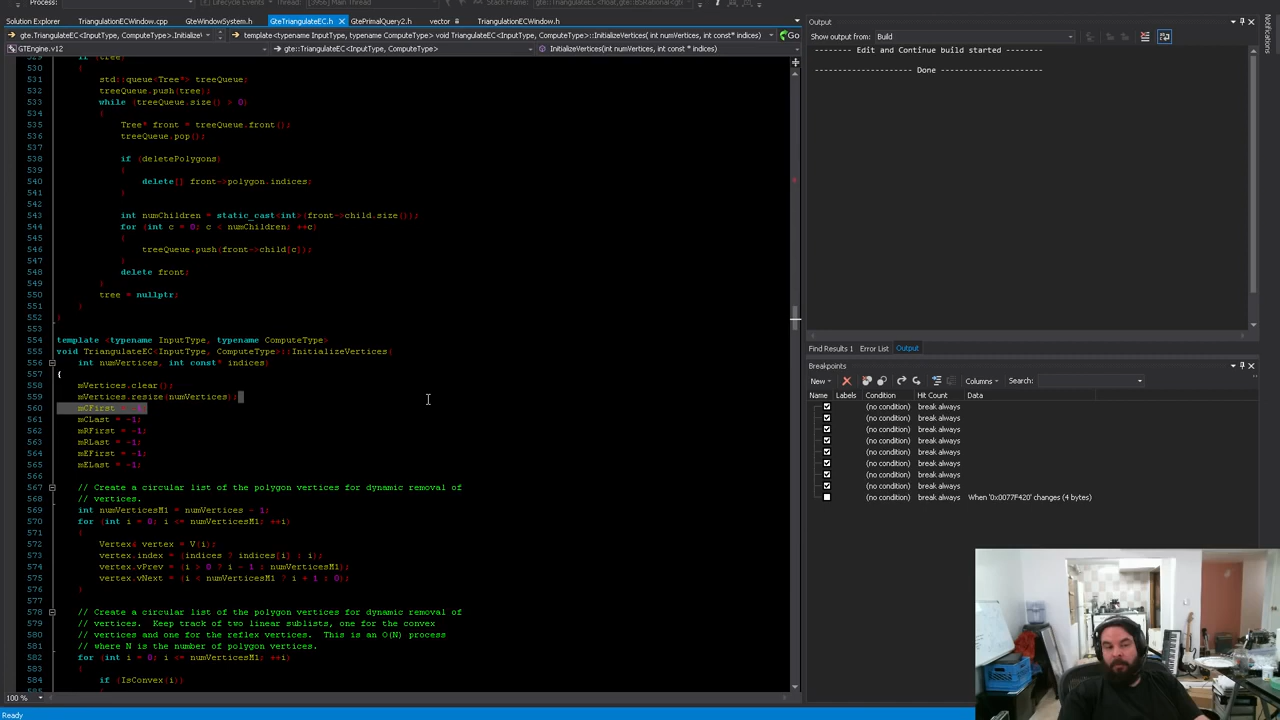 Process:
Lifecycle Events
Thread:
[3956] Main Thread
Stack Frame:
Solution Explorer
TriangulationECWindow.cpp
GteWindowSystem.h
GteTriangulateEC.h
GtePrimalQuery2.h
vector
TriangulationECWindow.h
gte.TriangulateEC<InputType, ComputeType>.Initialize\
template<typename InputType, typename ComputeType> void TriangulateEC<InputType, ComputeType>::InitializeVertices( int numVertices, int const * indices)
Go
GTEngine.v12
gte::TriangulateEC<InputType, ComputeType>
InitializeVertices(int numVertices, int const * indices)
529 if (tree)
530 {
531 std::queue<Tree*> treeQueue;
532 treeQueue.push(tree);
533 while (treeQueue.size() > 0)
534 {
535 Tree* front = treeQueue.front();
536 treeQueue.pop();
537
538 if (deletePolygons)
539 {
540 delete[] front->polygon.indices;
541 }
542
543 int numChildren = static_cast<int>(front->child.size());
544 for (int c = 0; c < numChildren; ++c)
545 {
546 treeQueue.push(front->child[c]);
547 }
548 delete front;
549 }
550 tree = nullptr;
551 }
552 }
553
554 template <typename InputType, typename ComputeType>
555 void TriangulateEC<InputType, ComputeType>::InitializeVertices(
556 int numVertices, int const* indices)
557 {
558 mVertices.clear();
559 mVertices.resize(numVertices);
560 mCFirst = -1;
561 mCLast = -1;
562 mRFirst = -1;
563 mRLast = -1;
564 mEFirst = -1;
565 mELast = -1;
566
567 // Create a circular list of the polygon vertices for dynamic removal of
568 // vertices.
569 int numVerticesM1 = numVertices - 1;
570 for (int i = 0; i <= numVerticesM1; ++i)
571 {
572 Vertex& vertex = V(i);
573 vertex.index = (indices ? indices[i] : i);
574 vertex.vPrev = (i > 0 ? i - 1 : numVerticesM1);
575 vertex.vNext = (i < numVerticesM1 ? i + 1 : 0);
576 }
577
578 // Create a circular list of the polygon vertices for dynamic removal of
579 // vertices. Keep track of two linear sublists, one for the convex
580 // vertices and one for the reflex vertices. This is an O(N) process
581 // where N is the number of polygon vertices.
582 for (int i = 0; i <= numVerticesM1; ++i)
583 {
584 if (IsConvex(i))
585 {
100 %
Ready
Output
Show output from: Build
-------- Edit and Continue build started --------
---------------------- Done ----------------------
Find Results 1 Error List Output
Breakpoints
New
Columns
Search:
Name Labels Condition Hit Count Data
(no condition) break always
(no condition) break always
(no condition) break always
(no condition) break always
(no condition) break always
(no condition) break always
(no condition) break always
(no condition) break always
(no condition) break always When '0x0077F420' changes (4 bytes)
Notifications